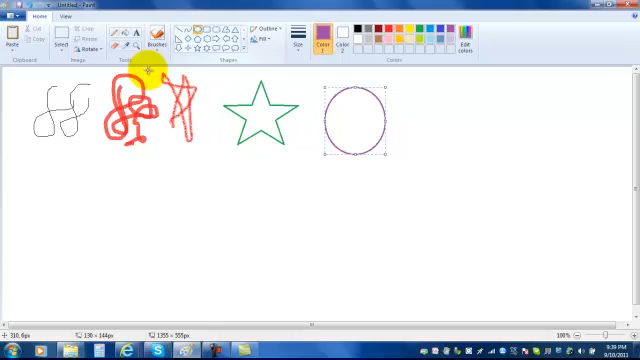 Untitled - Paint
Home
View
Paste
Cut
Copy
Clipboard
Select
Crop
Resize
Rotate
Image
Tools
Brushes
Shapes
Outline
Fill
Size
Color 1
Color 2
Colors
Edit colors
310, 6px
130 × 144px
1355 × 555px
100%
9:39 PM
9/10/2011